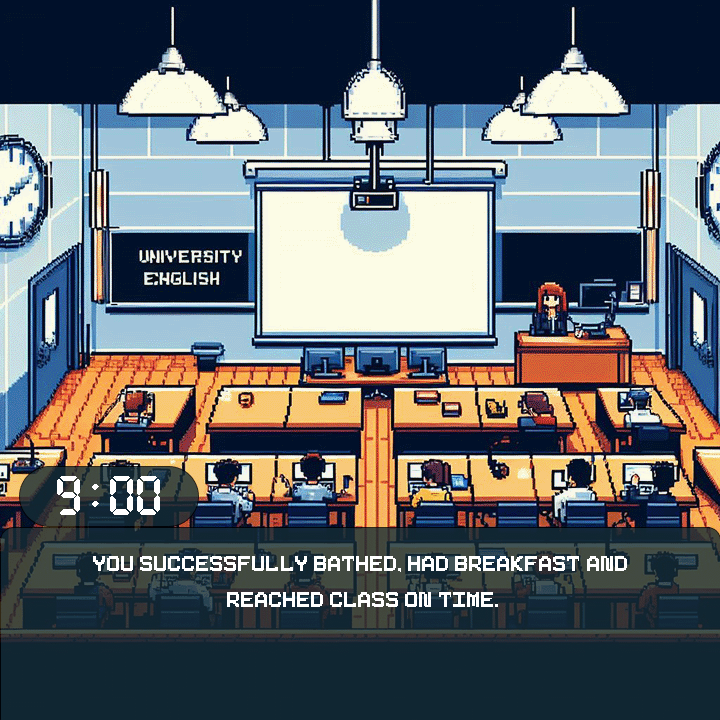 UNIVERSITY
ENGLISH
9:00
YOU SUCCESSFULLY BATHED, HAD BREAKFAST AND
REACHED CLASS ON TIME.